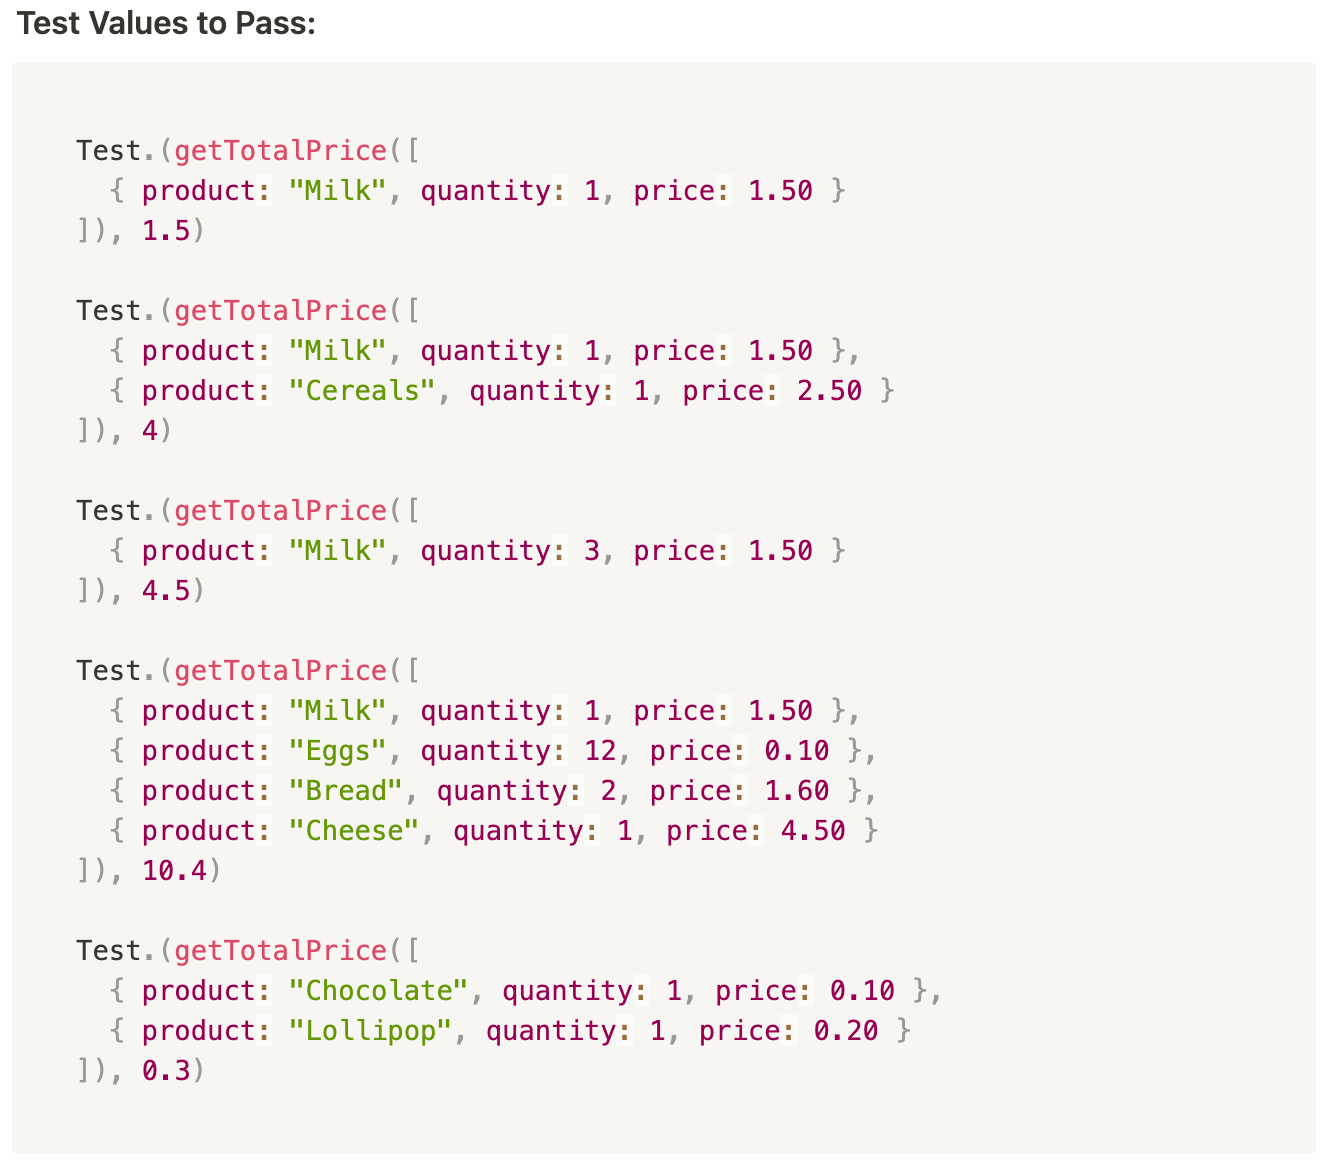 Test Values to Pass:
Test.(getTotalPrice([
  { product: "Milk", quantity: 1, price: 1.50 }
]), 1.5)
Test.(getTotalPrice([
  { product: "Milk", quantity: 1, price: 1.50 },
  { product: "Cereals", quantity: 1, price: 2.50 }
]), 4)
Test.(getTotalPrice([
  { product: "Milk", quantity: 3, price: 1.50 }
]), 4.5)
Test.(getTotalPrice([
  { product: "Milk", quantity: 1, price: 1.50 },
  { product: "Eggs", quantity: 12, price: 0.10 },
  { product: "Bread", quantity: 2, price: 1.60 },
  { product: "Cheese", quantity: 1, price: 4.50 }
]), 10.4)
Test.(getTotalPrice([
  { product: "Chocolate", quantity: 1, price: 0.10 },
  { product: "Lollipop", quantity: 1, price: 0.20 }
]), 0.3)